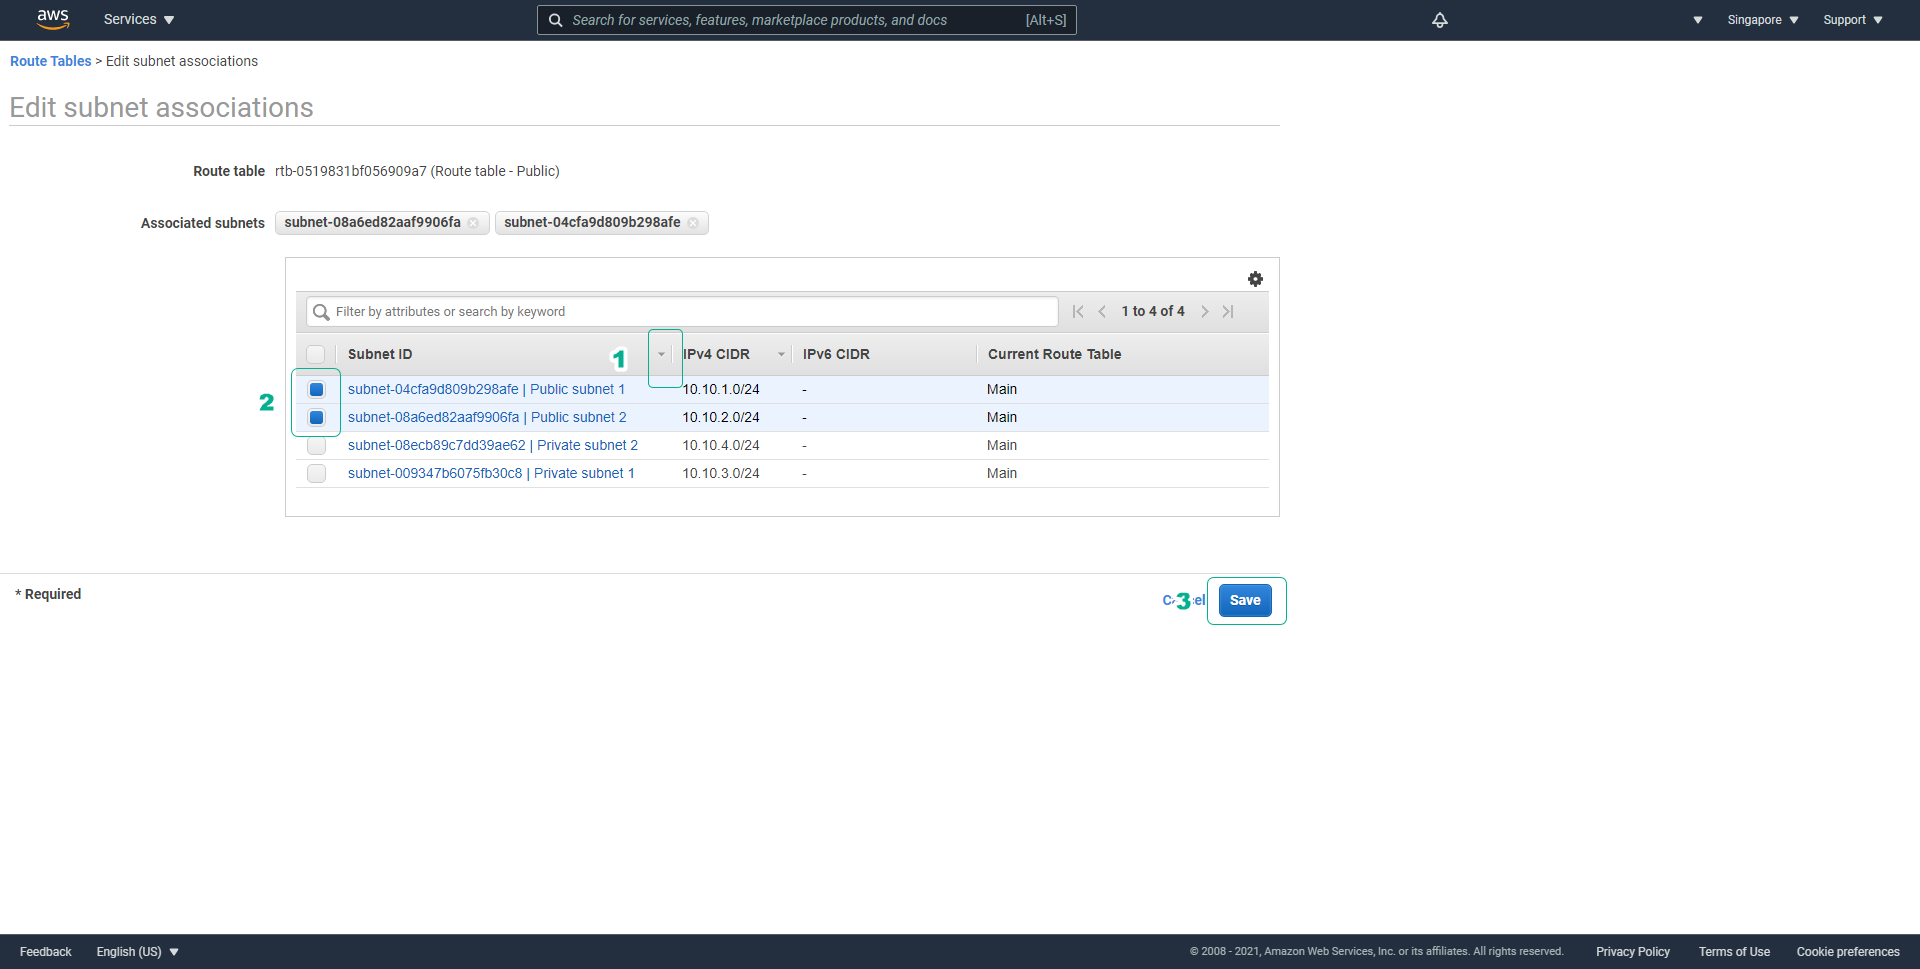 aws Services Search for services, features, marketplace products, and docs [Alt+S] Singapore Support
Route Tables > Edit subnet associations
Edit subnet associations
Route table rtb-0519831bf056909a7 (Route table - Public)
Associated subnets subnet-08a6ed82aaf9906fa subnet-04cfa9d809b298afe
Filter by attributes or search by keyword 1 to 4 of 4
Subnet ID 1 IPv4 CIDR IPv6 CIDR Current Route Table
subnet-04cfa9d809b298afe | Public subnet 1 10.10.1.0/24 - Main
2
subnet-08a6ed82aaf9906fa | Public subnet 2 10.10.2.0/24 - Main
subnet-08ecb89c7dd39ae62 | Private subnet 2 10.10.4.0/24 - Main
subnet-009347b6075fb30c8 | Private subnet 1 10.10.3.0/24 - Main
* Required 3 Save
Feedback English (US) © 2008 - 2021, Amazon Web Services, Inc. or its affiliates. All rights reserved. Privacy Policy Terms of Use Cookie preferences